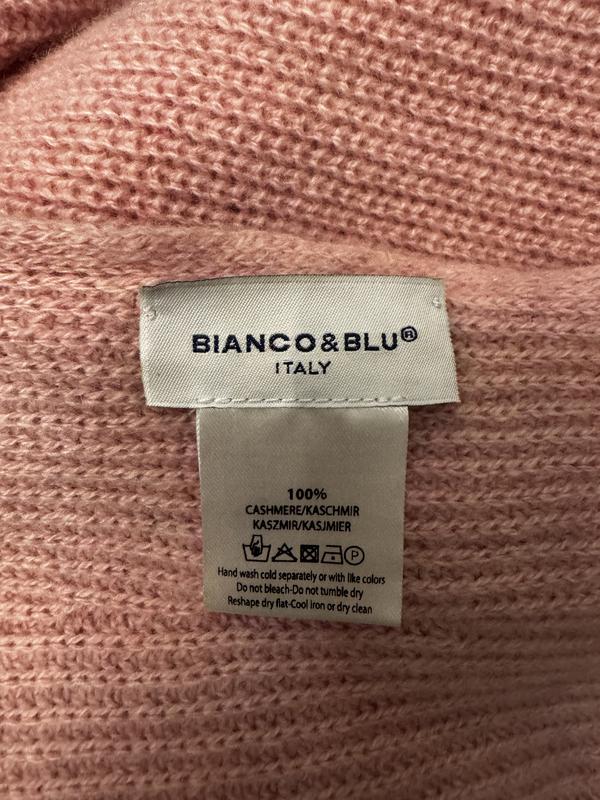 BIANCO&BLU®
ITALY
100%
CASHMERE/KASCHMIR
KASZMIR/KASJMIER
P
Hand wash cold separately or with like colors
Do not bleach-Do not tumble dry
Reshape dry flat-Cool iron or dry clean